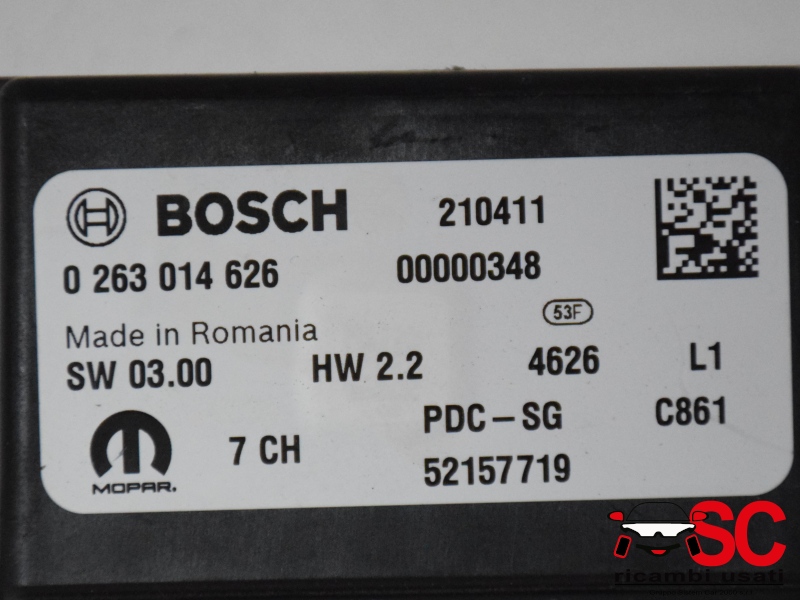 BOSCH 210411
0 263 014 626 00000348
53F
Made in Romania
SW 03.00 HW 2.2 4626 L1
7 CH PDC-SG C861
MOPAR. 52157719
SC
ricambi usati